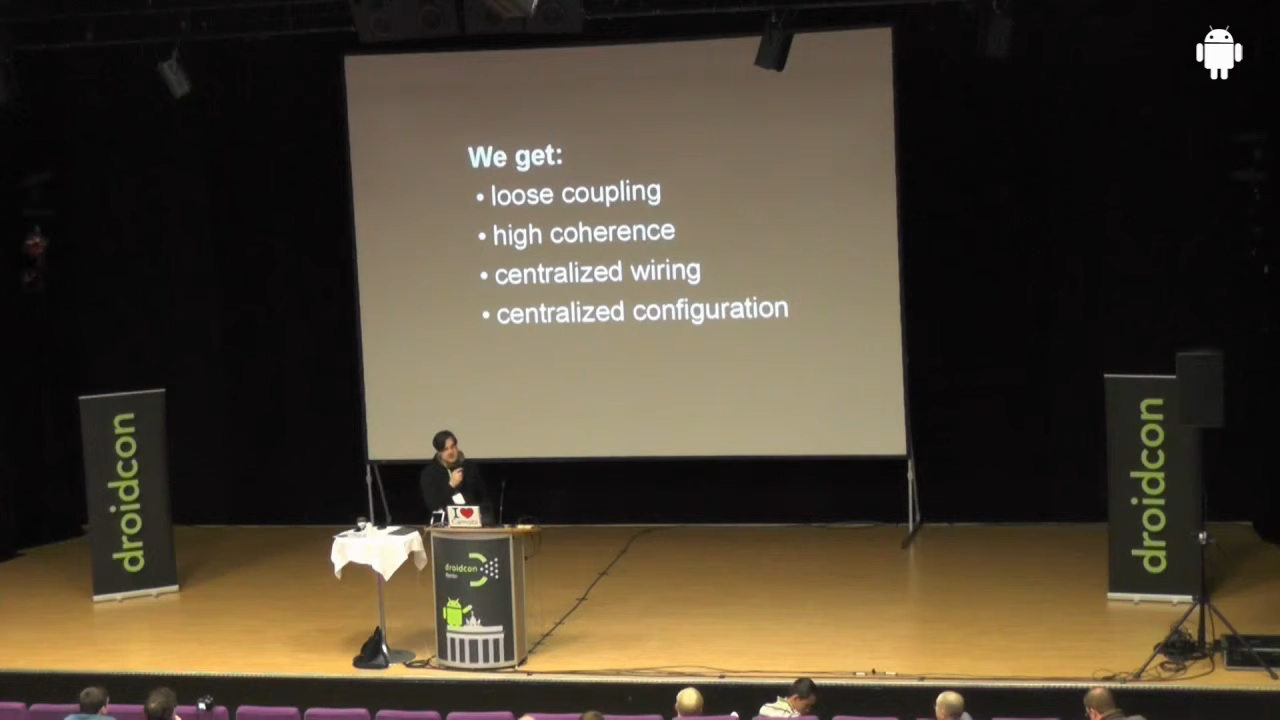 We get:
• loose coupling
• high coherence
• centralized wiring
• centralized configuration
droidcon
droidcon
droidcon
I